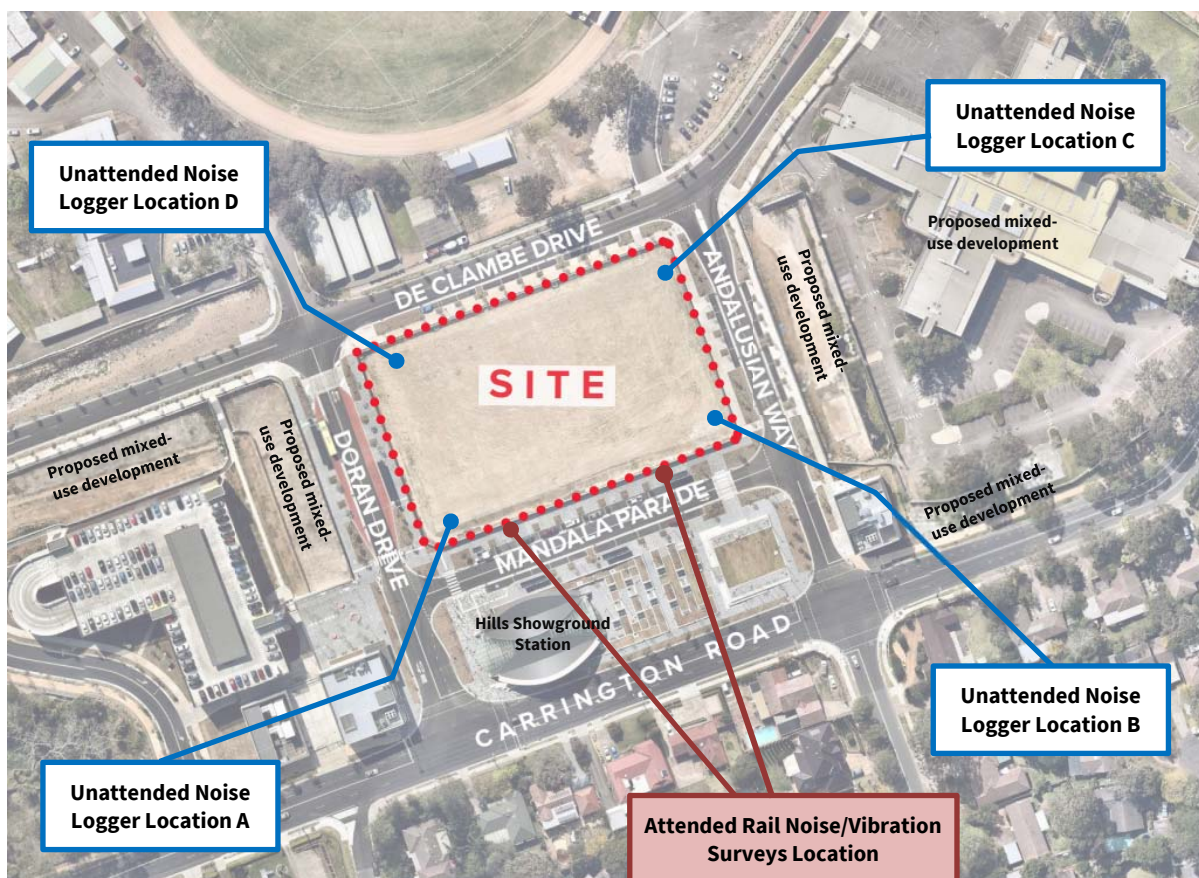 Unattended Noise
Logger Location C
Unattended Noise
Logger Location D
Proposed mixed-
use development
DE CLAMBE DRIVE
ANDALUSIAN WAY
Proposed mixed-
use development
SITE
DORAN DRIVE
Proposed mixed-
use development
Proposed mixed-
use development
MANDALA PARADE
Proposed mixed-
use development
Hills Showground
Station
CARRINGTON ROAD
Unattended Noise
Logger Location B
Unattended Noise
Logger Location A
Attended Rail Noise/Vibration
Surveys Location